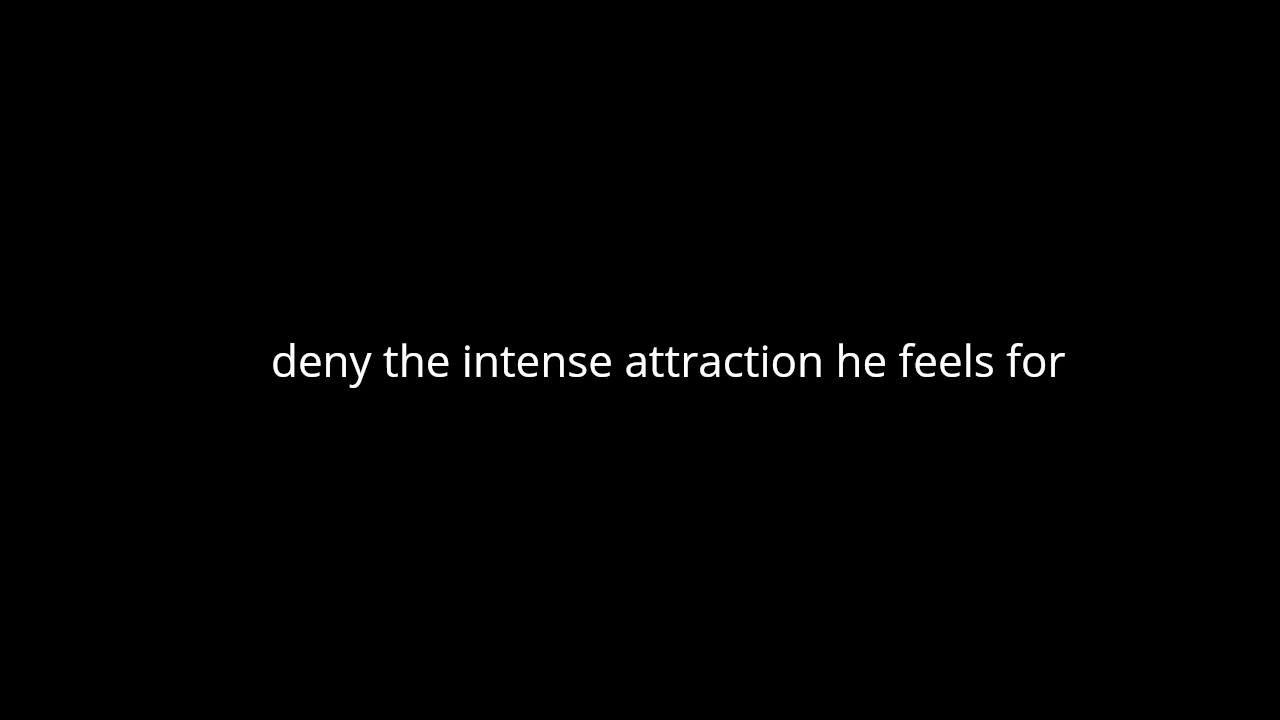 deny the intense attraction he feels for